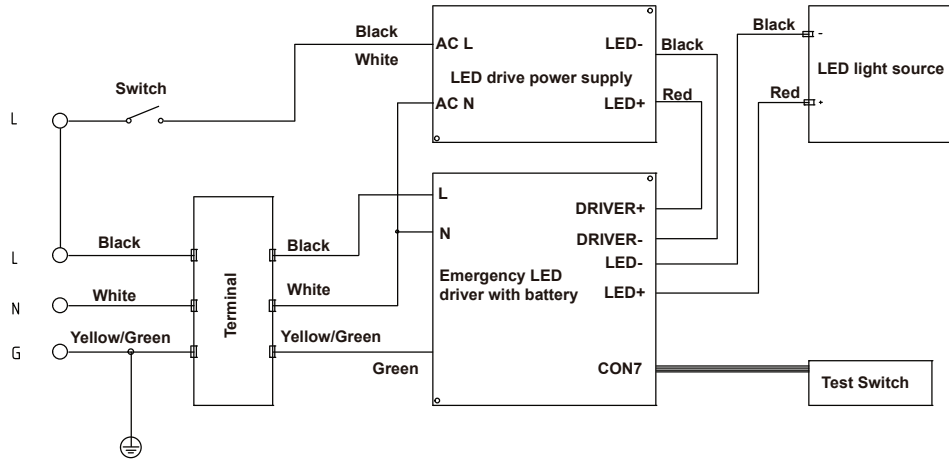 Black
White
AC L
LED-
Black
LED drive power supply
AC N
LED+
Red
Black
-
LED light source
Red
+
Switch
L
L
Black
N
White
G
Yellow/Green
Terminal
Black
White
Yellow/Green
Green
L
N
DRIVER+
DRIVER-
LED-
LED+
Emergency LED
driver with battery
CON7
Test Switch